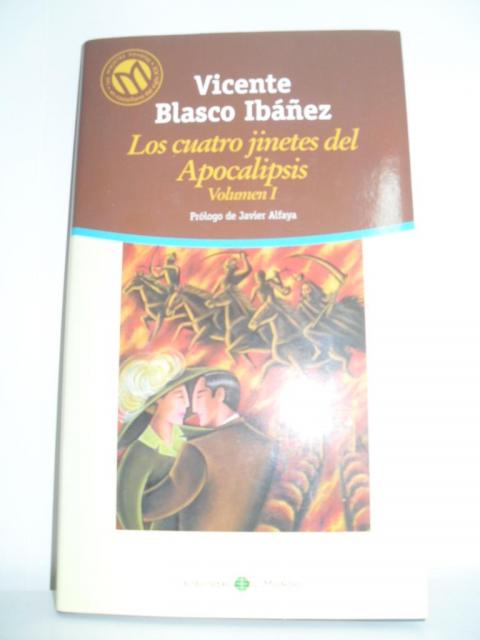 Vicente
Blasco Ibáñez
Los cuatro jinetes del
Apocalipsis
Volumen I
Prólogo de Javier Alfaya